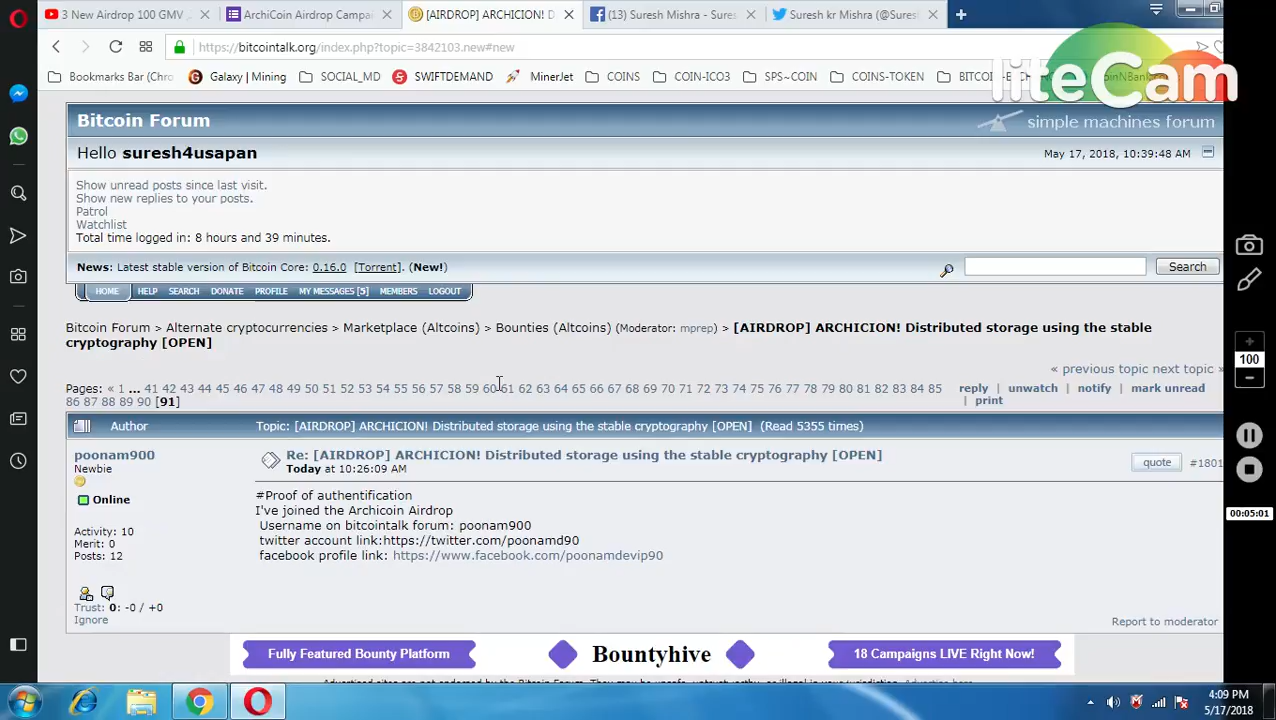 3 New Airdrop 100 GMV
ArchiCoin Airdrop Campa
[AIRDROP] ARCHICION! D
(13) Suresh Mishra - Suresh
Suresh kr Mishra (@Sures
https://bitcointalk.org/index.php?topic=3842103.new#new
Bookmarks Bar (Chro
Galaxy | Mining
SOCIAL_MD
SWIFTDEMAND
MinerJet
COINS
COIN-ICO3
SPS~COIN
COINS-TOKEN
liteCam
Bitcoin Forum
simple machines forum
Hello suresh4usapan
May 17, 2018, 10:39:48 AM
Show unread posts since last visit.
Show new replies to your posts.
Patrol
Watchlist
Total time logged in: 8 hours and 39 minutes.
News: Latest stable version of Bitcoin Core: 0.16.0 [Torrent]. (New!)
Search
HOME HELP SEARCH DONATE PROFILE MY MESSAGES [5] MEMBERS LOGOUT
Bitcoin Forum > Alternate cryptocurrencies > Marketplace (Altcoins) > Bounties (Altcoins) (Moderator: mprep) > [AIRDROP] ARCHICION! Distributed storage using the stable
cryptography [OPEN]
« previous topic next topic »
Pages: « 1 ... 41 42 43 44 45 46 47 48 49 50 51 52 53 54 55 56 57 58 59 60 61 62 63 64 65 66 67 68 69 70 71 72 73 74 75 76 77 78 79 80 81 82 83 84 85
86 87 88 89 90 [91]
reply | unwatch | notify | mark unread
| print
Author
Topic: [AIRDROP] ARCHICION! Distributed storage using the stable cryptography [OPEN] (Read 5355 times)
poonam900
Newbie
Online
Activity: 10
Merit: 0
Posts: 12
Trust: 0: -0 / +0
Ignore
Re: [AIRDROP] ARCHICION! Distributed storage using the stable cryptography [OPEN]
Today at 10:26:09 AM
quote
#1801
#Proof of authentification
I've joined the Archicoin Airdrop
Username on bitcointalk forum: poonam900
twitter account link:https://twitter.com/poonamd90
facebook profile link: https://www.facebook.com/poonamdevip90
Report to moderator
Fully Featured Bounty Platform
Bountyhive
18 Campaigns LIVE Right Now!
100
00:05:01
4:09 PM
5/17/2018